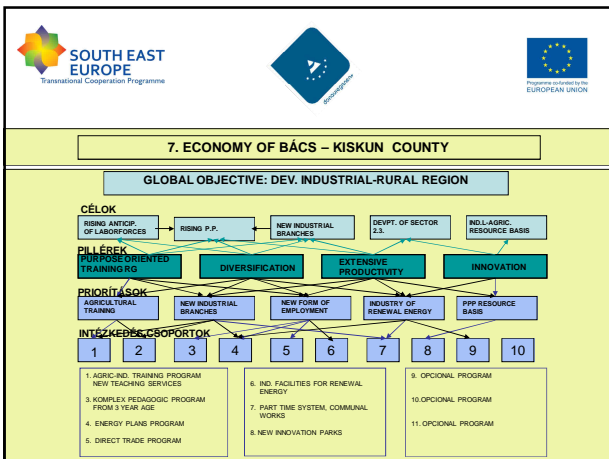 SOUTH EAST
EUROPE
Transnational Cooperation Programme
donauregionen+
Programme co-funded by the
EUROPEAN UNION
7. ECONOMY OF BÁCS – KISKUN COUNTY
GLOBAL OBJECTIVE: DEV. INDUSTRIAL-RURAL REGION
CÉLOK
RISING ANTICIP.
OF LABORFORCES
RISING P.P.
NEW INDUSTRIAL
BRANCHES
DEVPT. OF SECTOR
2.3.
IND.L-AGRIC.
RESOURCE BASIS
PILLÉREK
PURPOSE ORIENTED
TRAINING RG
DIVERSIFICATION
EXTENSIVE
PRODUCTIVITY
INNOVATION
PRIORITÁSOK
AGRICULTURAL
TRAINING
NEW INDUSTRIAL
BRANCHES
NEW FORM OF
EMPLOYMENT
INDUSTRY OF
RENEWAL ENERGY
PPP RESOURCE
BASIS
INTÉZKEDÉS CSOPORTOK
1 2 3 4 5 6 7 8 9 10
1. AGRIC-IND. TRAINING PROGRAM
NEW TEACHING SERVICES
3. KOMPLEX PEDAGOGIC PROGRAM
FROM 3 YEAR AGE
4. ENERGY PLANS PROGRAM
5. DIRECT TRADE PROGRAM
6. IND. FACILITIES FOR RENEWAL
ENERGY
7. PART TIME SYSTEM, COMMUNAL
WORKS
8. NEW INNOVATION PARKS
9. OPCIONAL PROGRAM
10.OPCIONAL PROGRAM
11. OPCIONAL PROGRAM